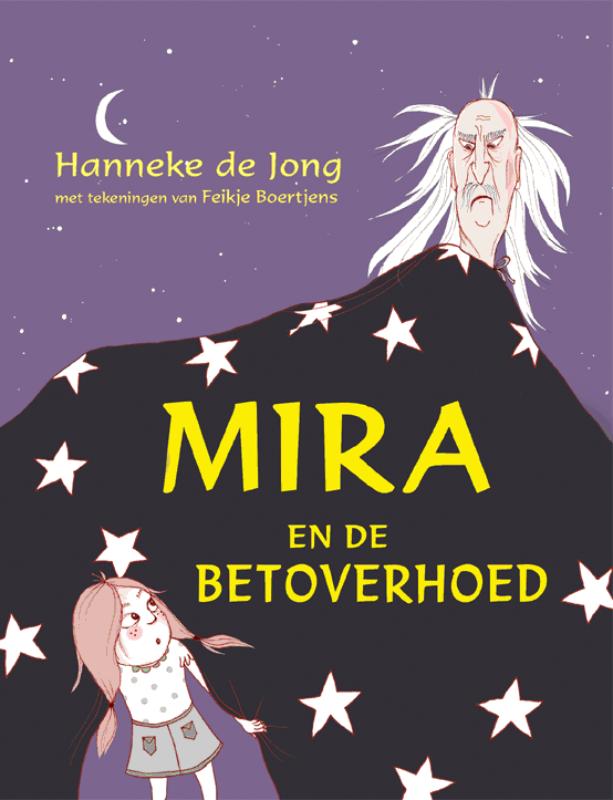 Hanneke de Jong
met tekeningen van Feikje Boertjens
MIRA
EN DE
BETOVERHOED